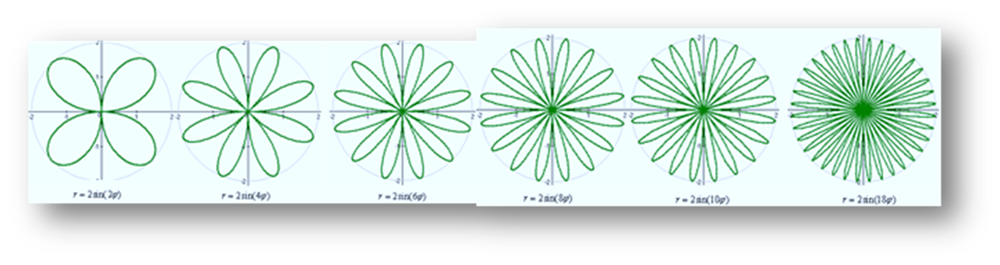 r = 2sin(2φ)
r = 2sin(4φ)
r = 2sin(6φ)
r = 2sin(8φ)
r = 2sin(10φ)
r = 2sin(18φ)